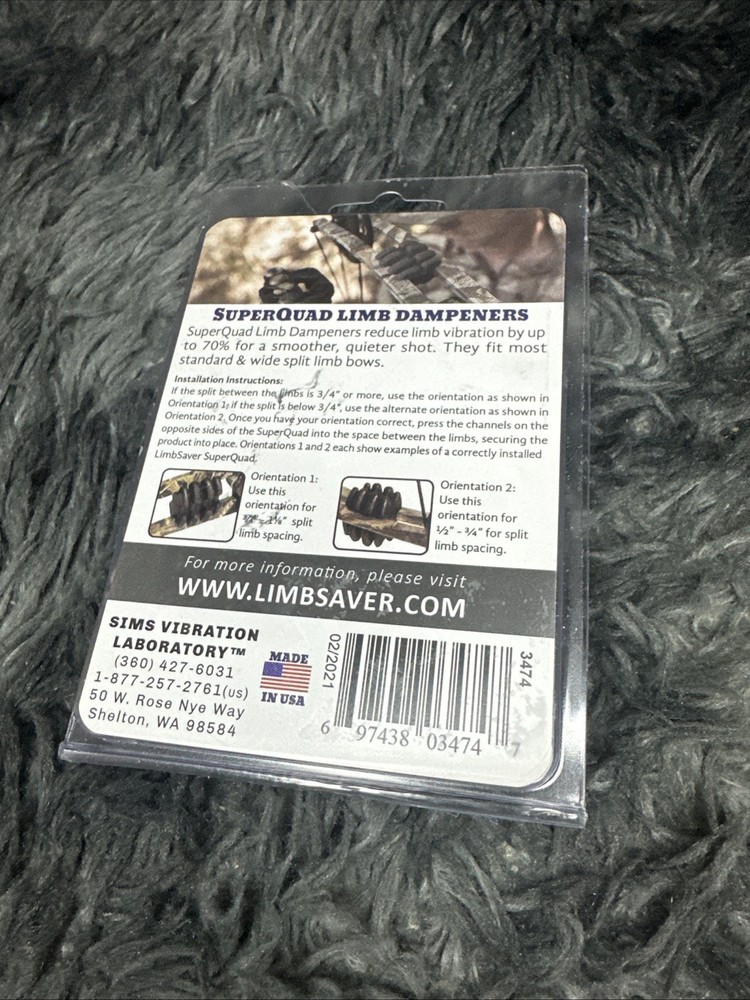 SUPERQUAD LIMB DAMPENERS
SuperQuad Limb Dampeners reduce limb vibration by up
to 70% for a smoother, quieter shot. They fit most
standard & wide split limb bows.
Installation Instructions:
If the split between the limbs is 3/4" or more, use the orientation as shown in
Orientation 1; if the split is below 3/4", use the alternate orientation as shown in
Orientation 2. Once you have your orientation correct, press the channels on the
opposite sides of the SuperQuad into the space between the limbs, securing the
product into place. Orientations 1 and 2 each show examples of a correctly installed
LimbSaver SuperQuad.
Orientation 1:
Use this
orientation for
split
limb spacing.
Orientation 2:
Use this
orientation for
½" - ¾" for split
limb spacing.
For more information, please visit
WWW.LIMBSAVER.COM
SIMS VIBRATION
LABORATORY™
(360) 427-6031
1-877-257-2761(US)
50 W. Rose Nye Way
Shelton, WA 98584
MADE
IN USA
02/2021
3474
6 97438 03474 7